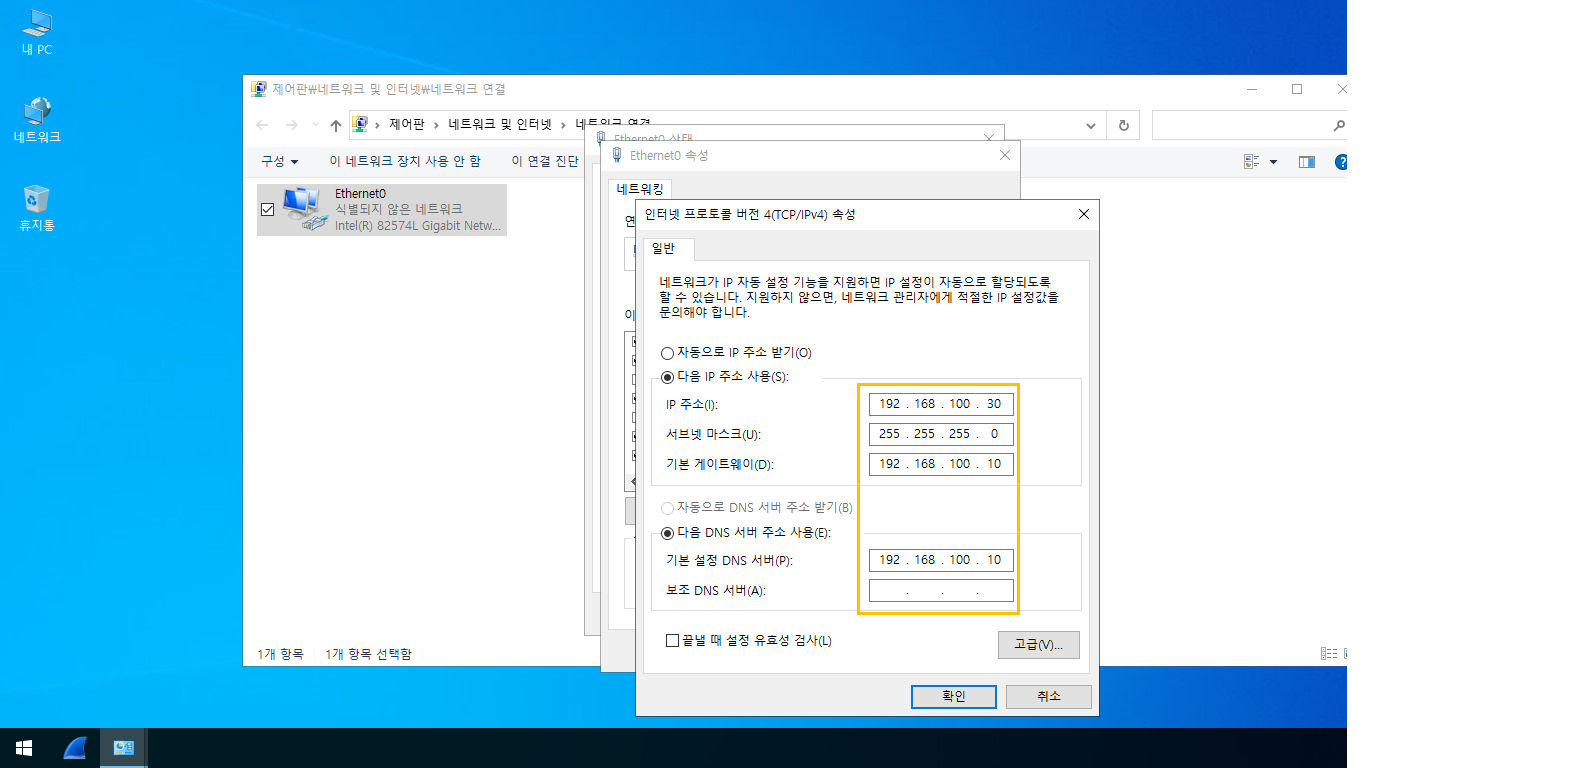 내 PC
네트워크
휴지통
제어판₩네트워크 및 인터넷₩네트워크 연결
제어판 › 네트워크 및 인터넷 › 네트워크 연결
구성 이 네트워크 장치 사용 안 함 이 연결 진단
Ethernet0
식별되지 않은 네트워크
Intel(R) 82574L Gigabit Netw...
Ethernet0 상태
Ethernet0 속성
네트워킹
인터넷 프로토콜 버전 4(TCP/IPv4) 속성
일반
네트워크가 IP 자동 설정 기능을 지원하면 IP 설정이 자동으로 할당되도록
할 수 있습니다. 지원하지 않으면, 네트워크 관리자에게 적절한 IP 설정값을
문의해야 합니다.
자동으로 IP 주소 받기(O)
다음 IP 주소 사용(S):
IP 주소(I): 192 . 168 . 100 . 30
서브넷 마스크(U): 255 . 255 . 255 . 0
기본 게이트웨이(D): 192 . 168 . 100 . 10
자동으로 DNS 서버 주소 받기(B)
다음 DNS 서버 주소 사용(E):
기본 설정 DNS 서버(P): 192 . 168 . 100 . 10
보조 DNS 서버(A): . . .
끝낼 때 설정 유효성 검사(L)
고급(V)...
확인 취소
1개 항목 1개 항목 선택함